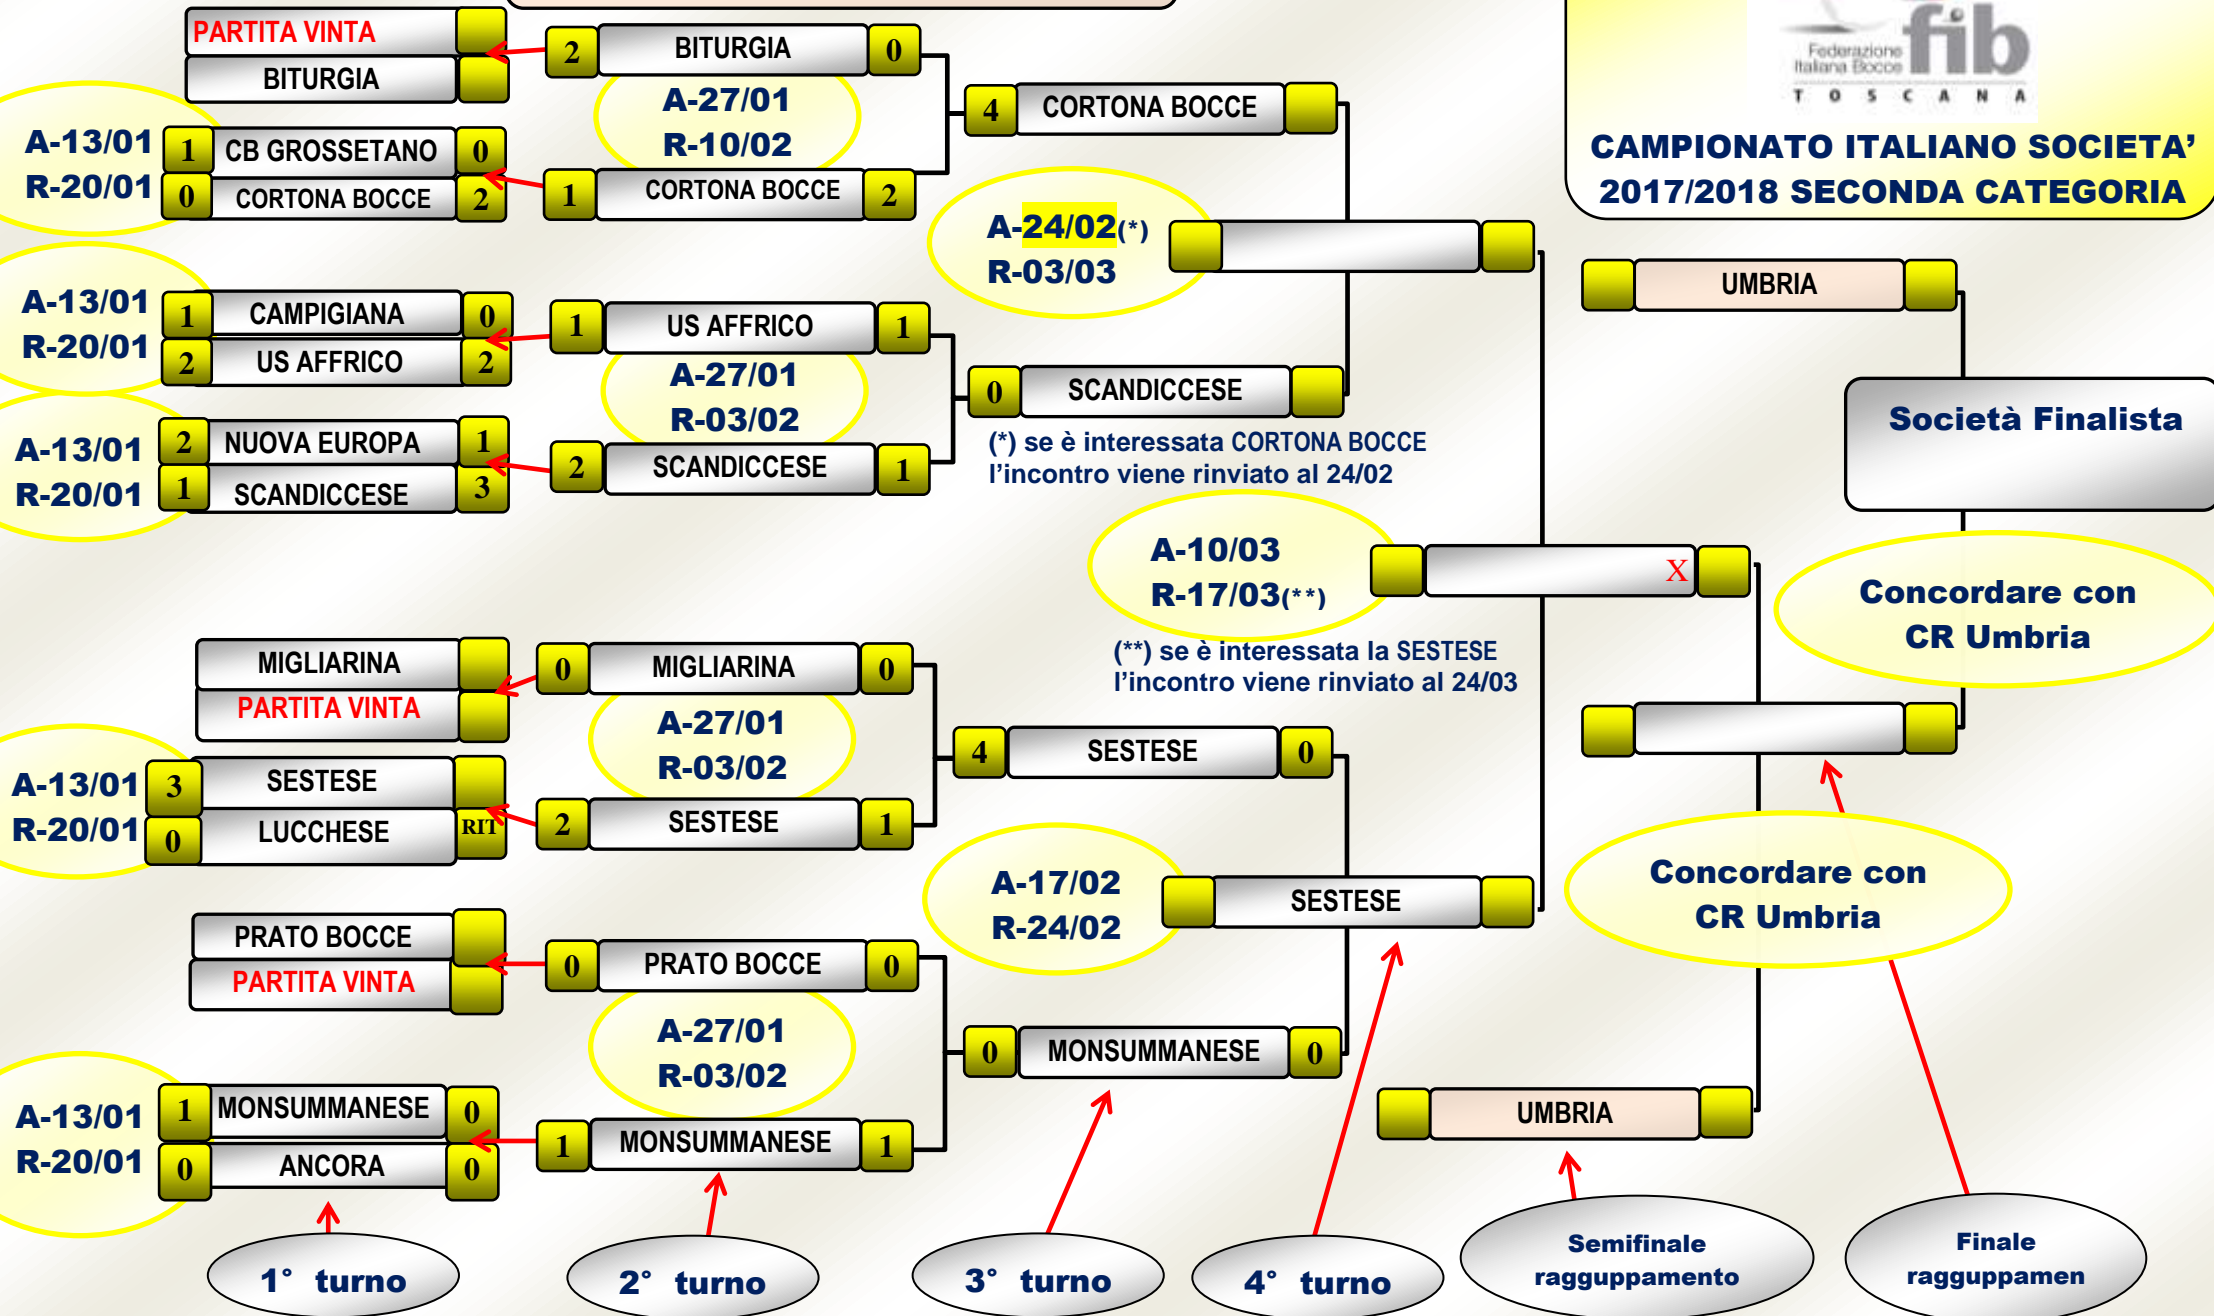 Federazione
Italiana Bocce
fib
TOSCANA
CAMPIONATO ITALIANO SOCIETA’
2017/2018 SECONDA CATEGORIA
PARTITA VINTA
BITURGIA
A-13/01
R-20/01
1 CB GROSSETANO 0
0 CORTONA BOCCE 2
A-13/01
R-20/01
1 CAMPIGIANA 0
2 US AFFRICO 2
A-13/01
R-20/01
2 NUOVA EUROPA 1
1 SCANDICCESE 3
MIGLIARINA
PARTITA VINTA
A-13/01
R-20/01
3 SESTESE
0 LUCCHESE RIT
PRATO BOCCE
PARTITA VINTA
A-13/01
R-20/01
1 MONSUMMANESE 0
0 ANCORA 0
1° turno
2 BITURGIA 0
A-27/01
R-10/02
1 CORTONA BOCCE 2
1 US AFFRICO 1
A-27/01
R-03/02
2 SCANDICCESE 1
0 MIGLIARINA 0
A-27/01
R-03/02
2 SESTESE 1
0 PRATO BOCCE 0
A-27/01
R-03/02
1 MONSUMMANESE 1
2° turno
4 CORTONA BOCCE
A-24/02(*)
R-03/03
0 SCANDICCESE
(*) se è interessata CORTONA BOCCE
l’incontro viene rinviato al 24/02
4 SESTESE 0
A-17/02
R-24/02
0 MONSUMMANESE 0
3° turno
A-10/03
R-17/03(**)
X
(**) se è interessata la SESTESE
l’incontro viene rinviato al 24/03
SESTESE
4° turno
UMBRIA
Semifinale
ragguppamento
UMBRIA
Società Finalista
Concordare con
CR Umbria
Concordare con
CR Umbria
Finale
ragguppamen